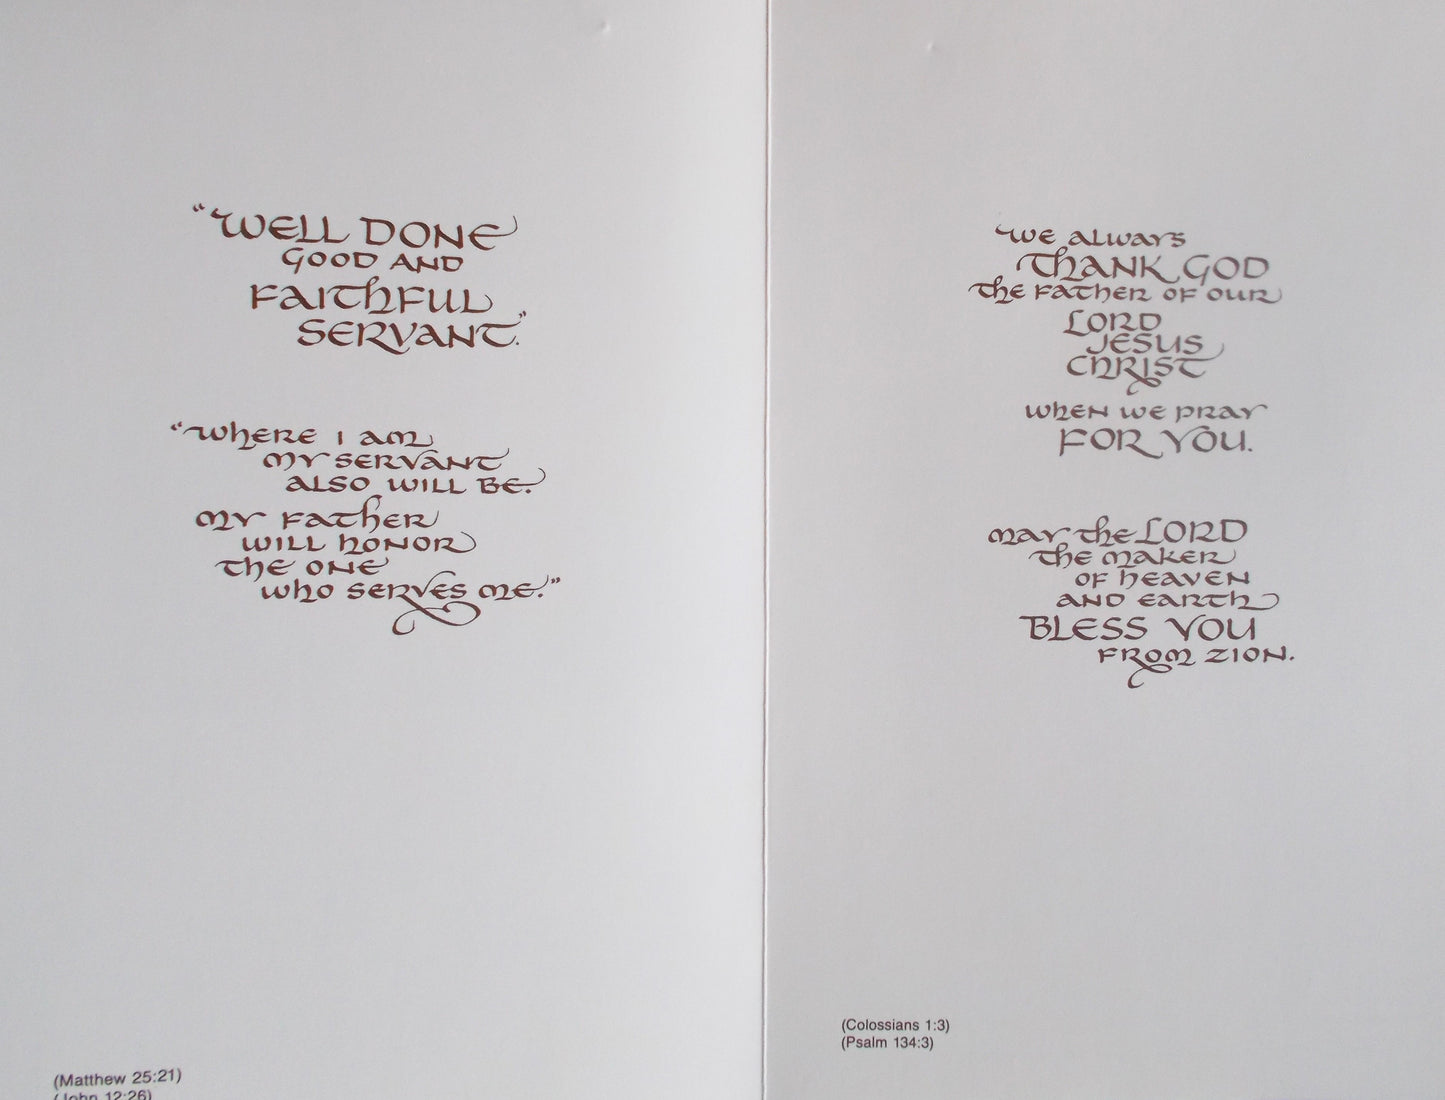 "WELL DONE
GOOD AND
FAITHFUL
SERVANT."
"WHERE I AM
MY SERVANT
ALSO WILL BE.
MY FATHER
WILL HONOR
THE ONE
WHO SERVES ME."
(Matthew 25:21)
(John 12:26)
WE ALWAYS
THANK GOD
THE FATHER OF OUR
LORD
JESUS
CHRIST
WHEN WE PRAY
FOR YOU.
MAY THE LORD
THE MAKER
OF HEAVEN
AND EARTH
BLESS YOU
FROM ZION.
(Colossians 1:3)
(Psalm 134:3)